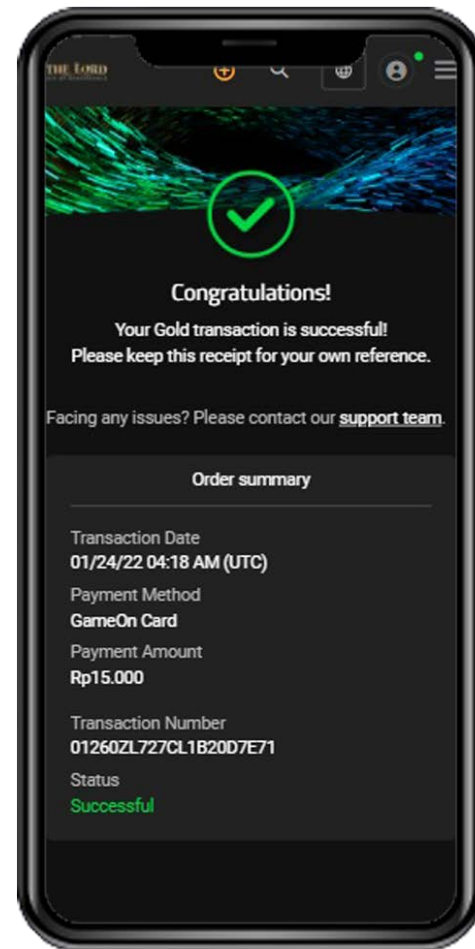 THE LORD
Congratulations!
Your Gold transaction is successful!
Please keep this receipt for your own reference.
Facing any issues? Please contact our support team.
Order summary
Transaction Date
01/24/22 04:18 AM (UTC)
Payment Method
GameOn Card
Payment Amount
Rp15.000
Transaction Number
01260ZL727CL1B20D7E71
Status
Successful